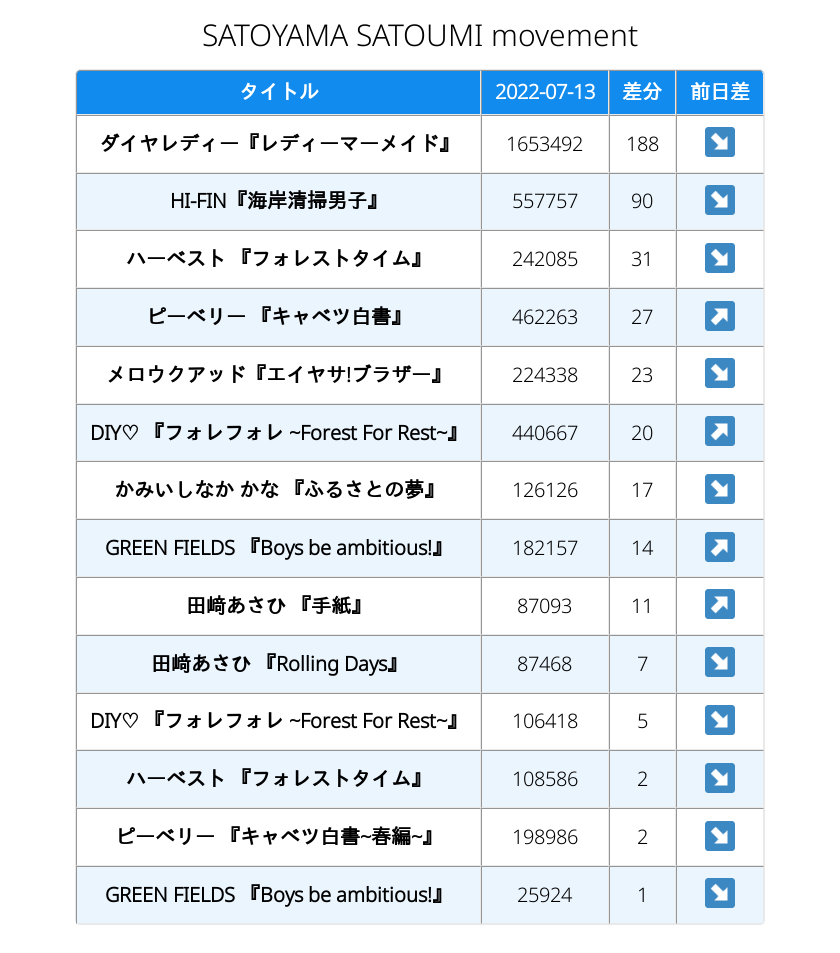 SATOYAMA SATOUMI movement
タイトル 2022-07-13 差分 前日差
ダイヤレディー『レディーマーメイド』 1653492 188 ↘
HI-FIN『海岸清掃男子』 557757 90 ↘
ハーベスト 『フォレストタイム』 242085 31 ↘
ピーベリー 『キャベツ白書』 462263 27 ↗
メロウクアッド『エイヤサ!ブラザー』 224338 23 ↘
DIY♡ 『フォレフォレ ~Forest For Rest~』 440667 20 ↗
かみいしなか かな 『ふるさとの夢』 126126 17 ↘
GREEN FIELDS 『Boys be ambitious!』 182157 14 ↗
田﨑あさひ 『手紙』 87093 11 ↗
田﨑あさひ 『Rolling Days』 87468 7 ↘
DIY♡ 『フォレフォレ ~Forest For Rest~』 106418 5 ↘
ハーベスト 『フォレストタイム』 108586 2 ↘
ピーベリー 『キャベツ白書~春編~』 198986 2 ↘
GREEN FIELDS 『Boys be ambitious!』 25924 1 ↘